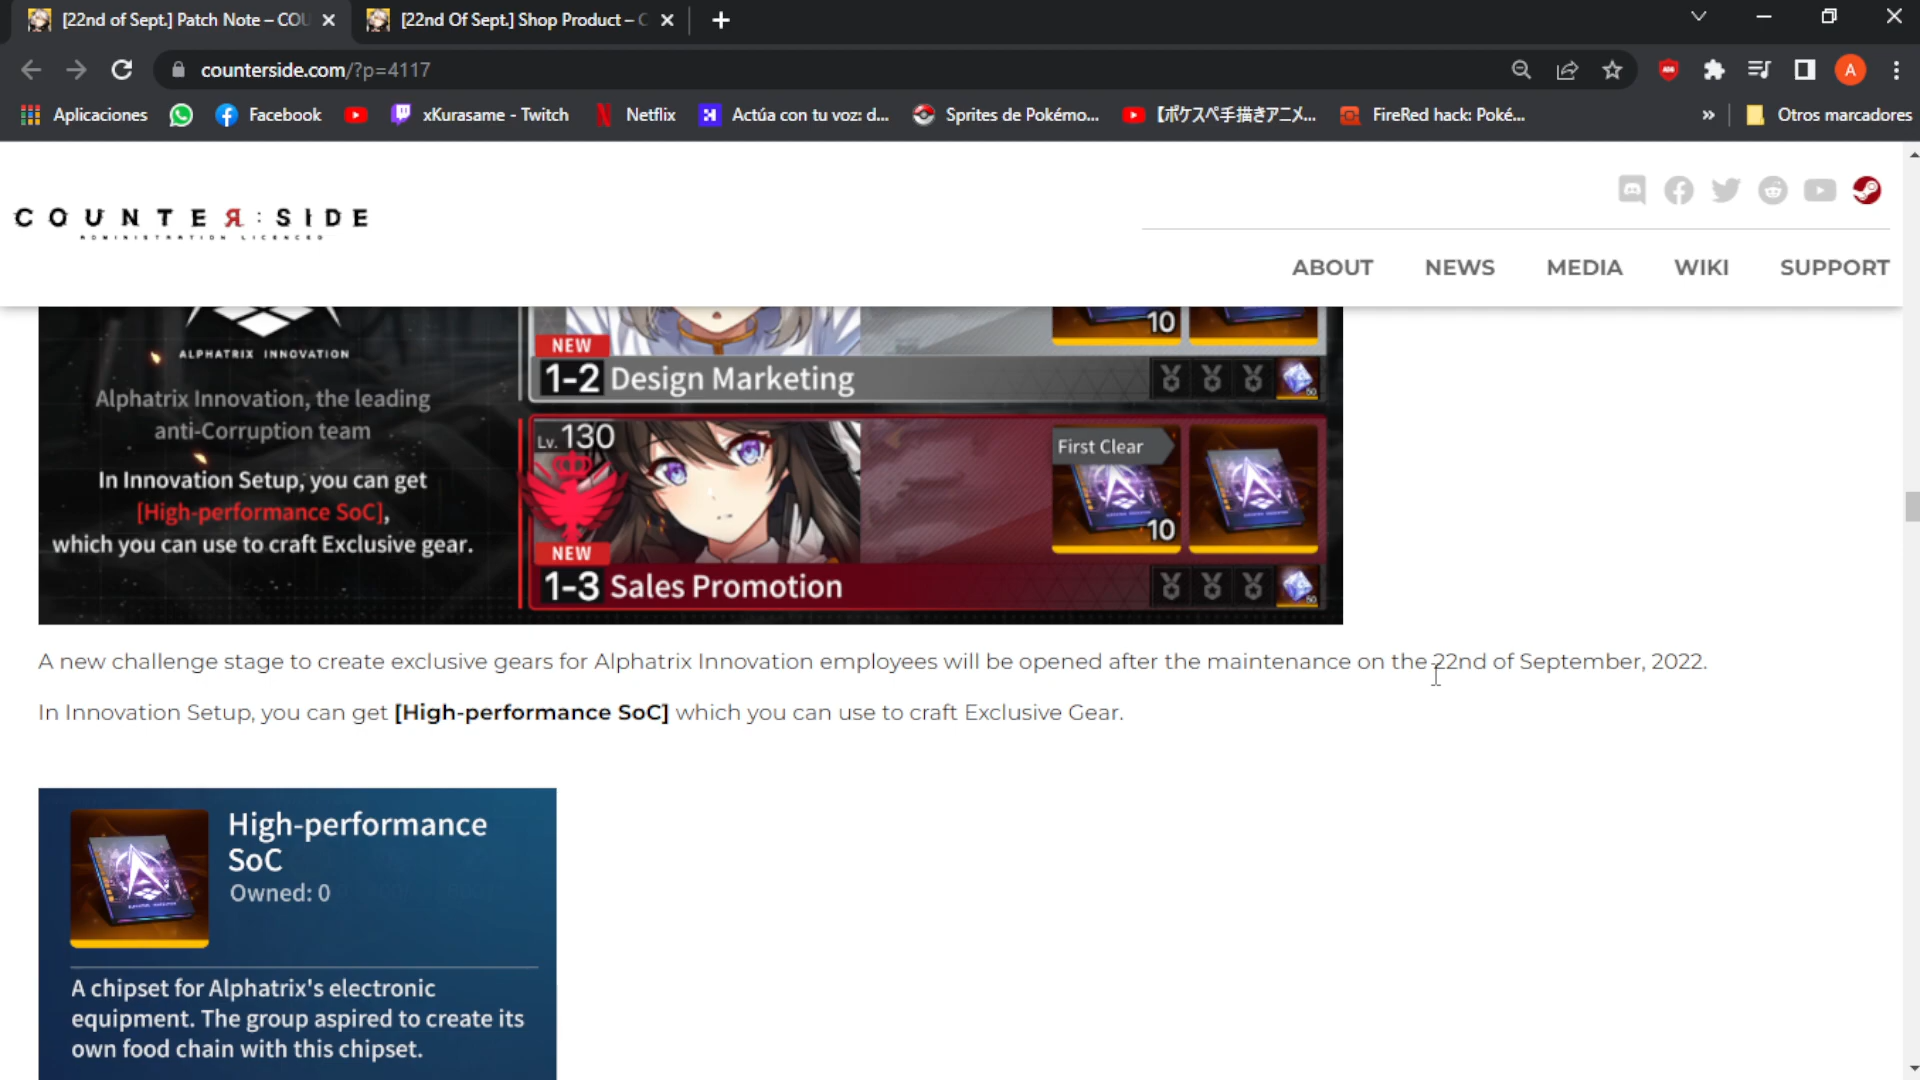 [22nd of Sept.] Patch Note – COU
[22nd Of Sept.] Shop Product – C
counterside.com/?p=4117
A
Aplicaciones
Facebook
xKurasame - Twitch
Netflix
Actúa con tu voz: d...
Sprites de Pokémo...
【ポケスペ手描きアニメ...
FireRed hack: Poké...
»
Otros marcadores
COUNTER:SIDE
ADMINISTRATION LICENCED
ABOUT
NEWS
MEDIA
WIKI
SUPPORT
ALPHATRIX INNOVATION
Alphatrix Innovation, the leading
anti-Corruption team
In Innovation Setup, you can get
[High-performance SoC],
which you can use to craft Exclusive gear.
NEW
10
1-2 Design Marketing
50
Lv. 130
First Clear
10
NEW
1-3 Sales Promotion
50
A new challenge stage to create exclusive gears for Alphatrix Innovation employees will be opened after the maintenance on the 22nd of September, 2022.
In Innovation Setup, you can get [High-performance SoC] which you can use to craft Exclusive Gear.
High-performance
SoC
Owned: 0
A chipset for Alphatrix's electronic
equipment. The group aspired to create its
own food chain with this chipset.